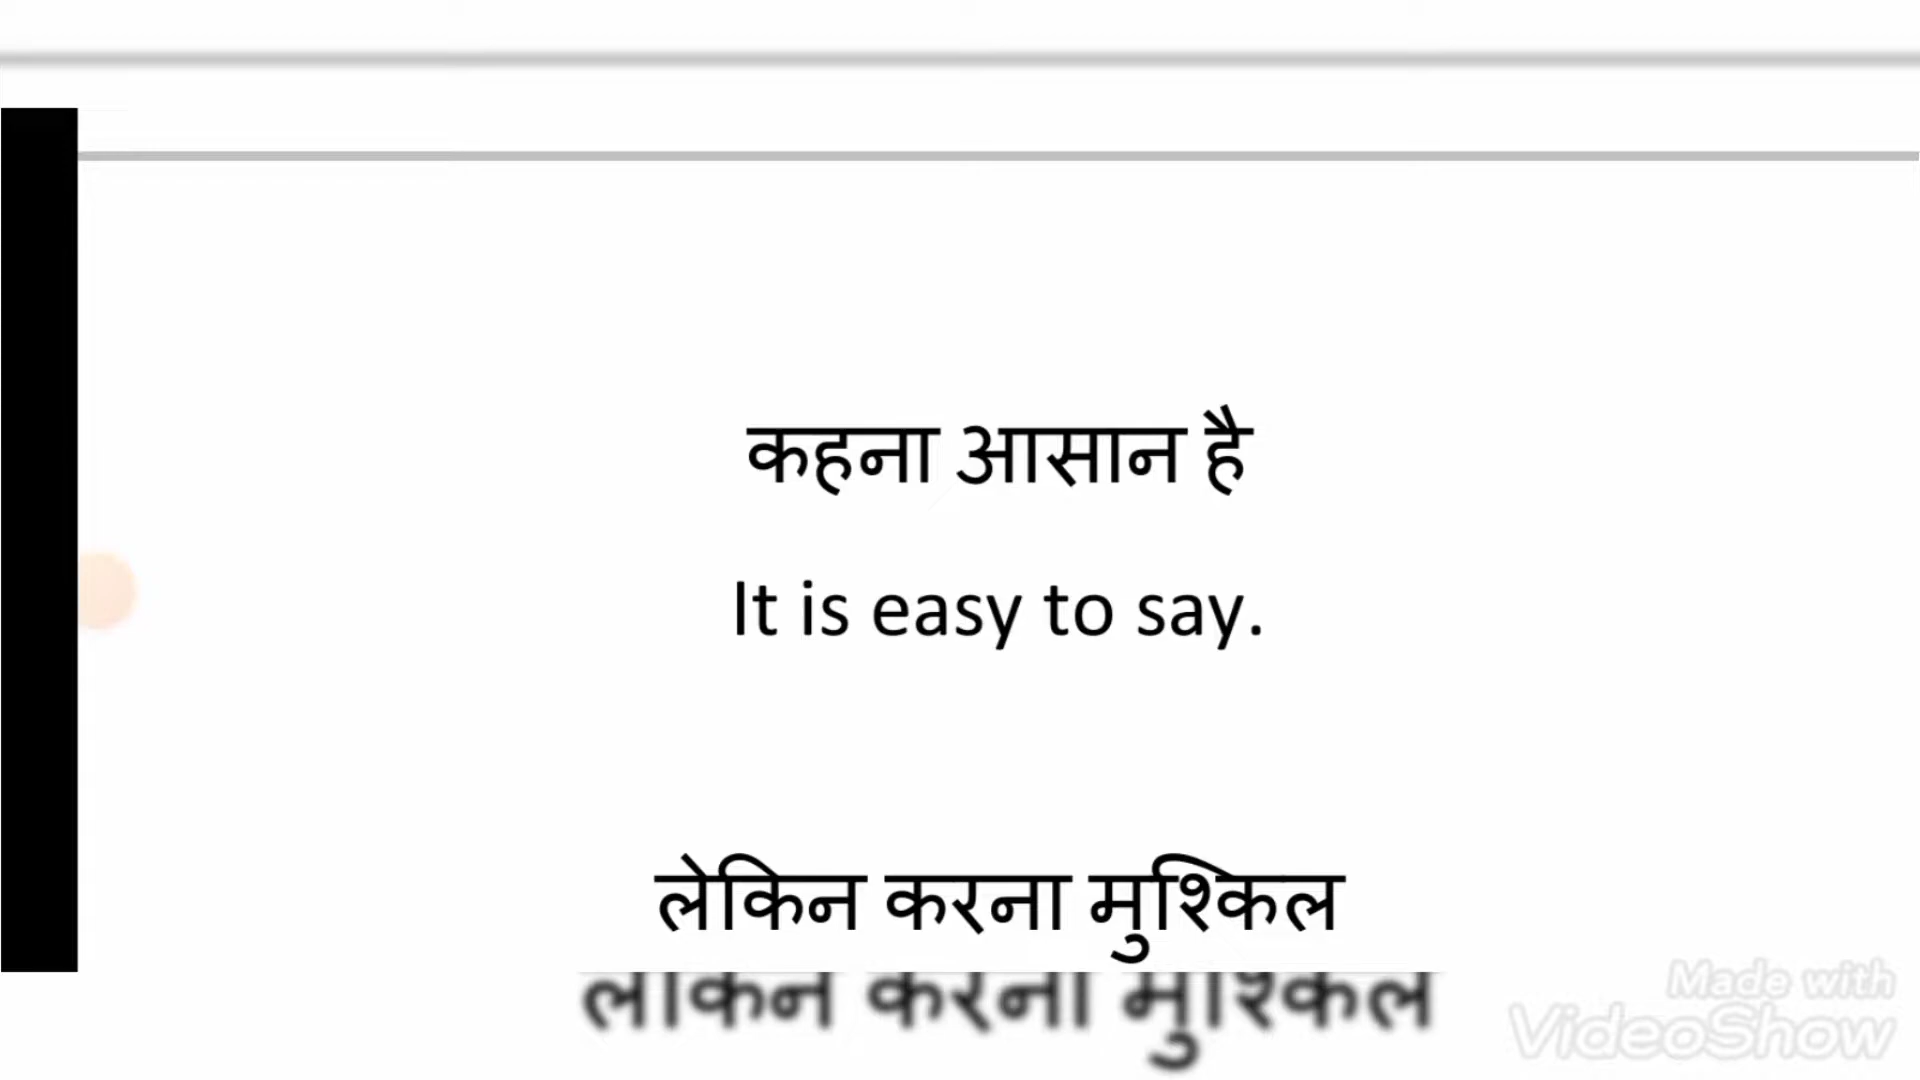 कहना आसान है
It is easy to say.
लेकिन करना मुश्किल
लेकिन करना मुश्किल
Made with
VideoShow